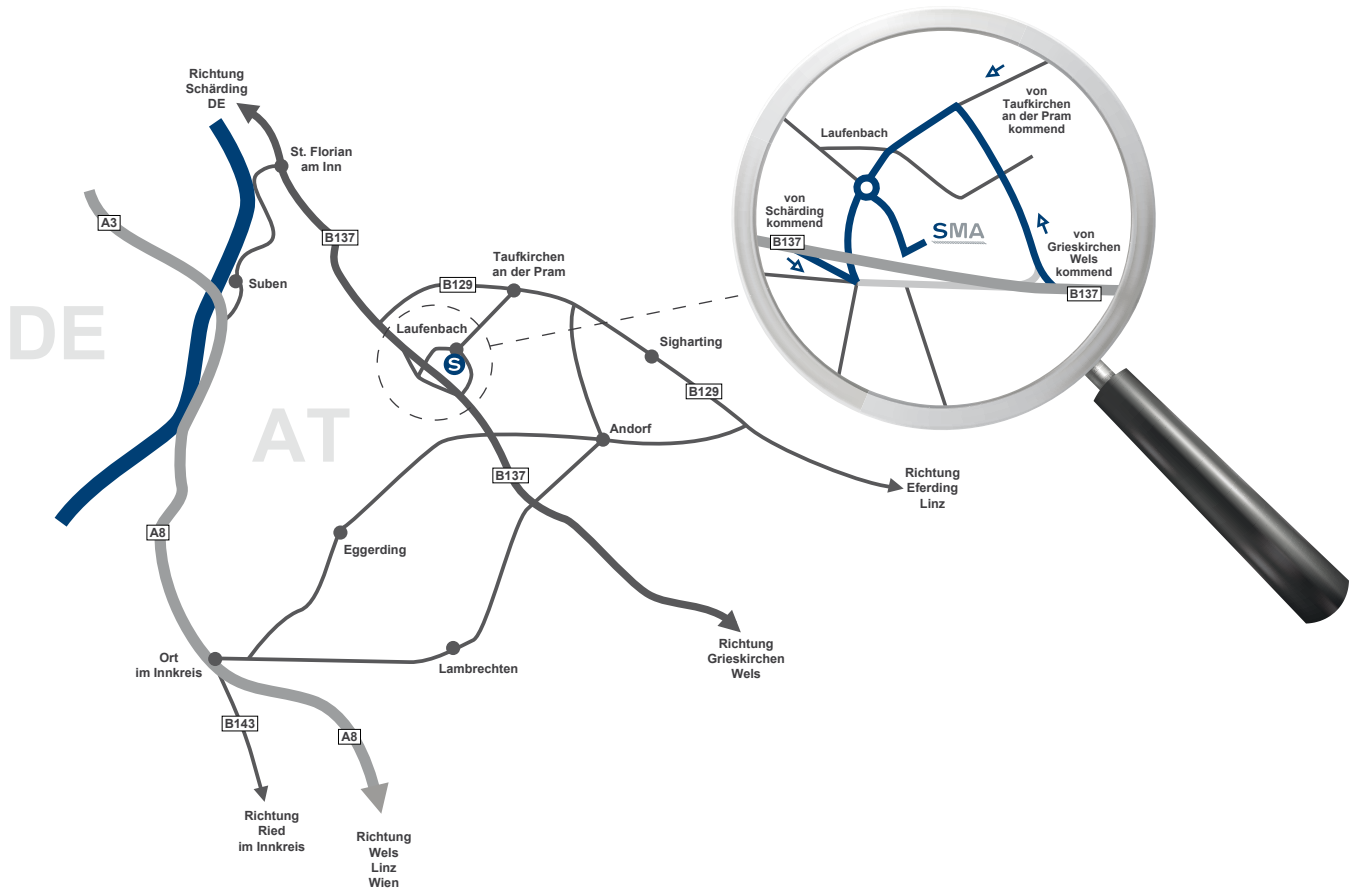 Richtung
Schärding
DE
St. Florian
am Inn
A3
B137
Suben
DE
Taufkirchen
an der Pram
B129
Laufenbach
S
Sigharting
B129
AT
Andorf
B137
Richtung
Eferding
Linz
A8
Eggerding
Ort
im Innkreis
Lambrechten
Richtung
Grieskirchen
Wels
B143
A8
Richtung
Ried
im Innkreis
Richtung
Wels
Linz
Wien
von
Taufkirchen
an der Pram
kommend
Laufenbach
von
Schärding
kommend
B137
SMA
von
Grieskirchen
Wels
kommend
B137